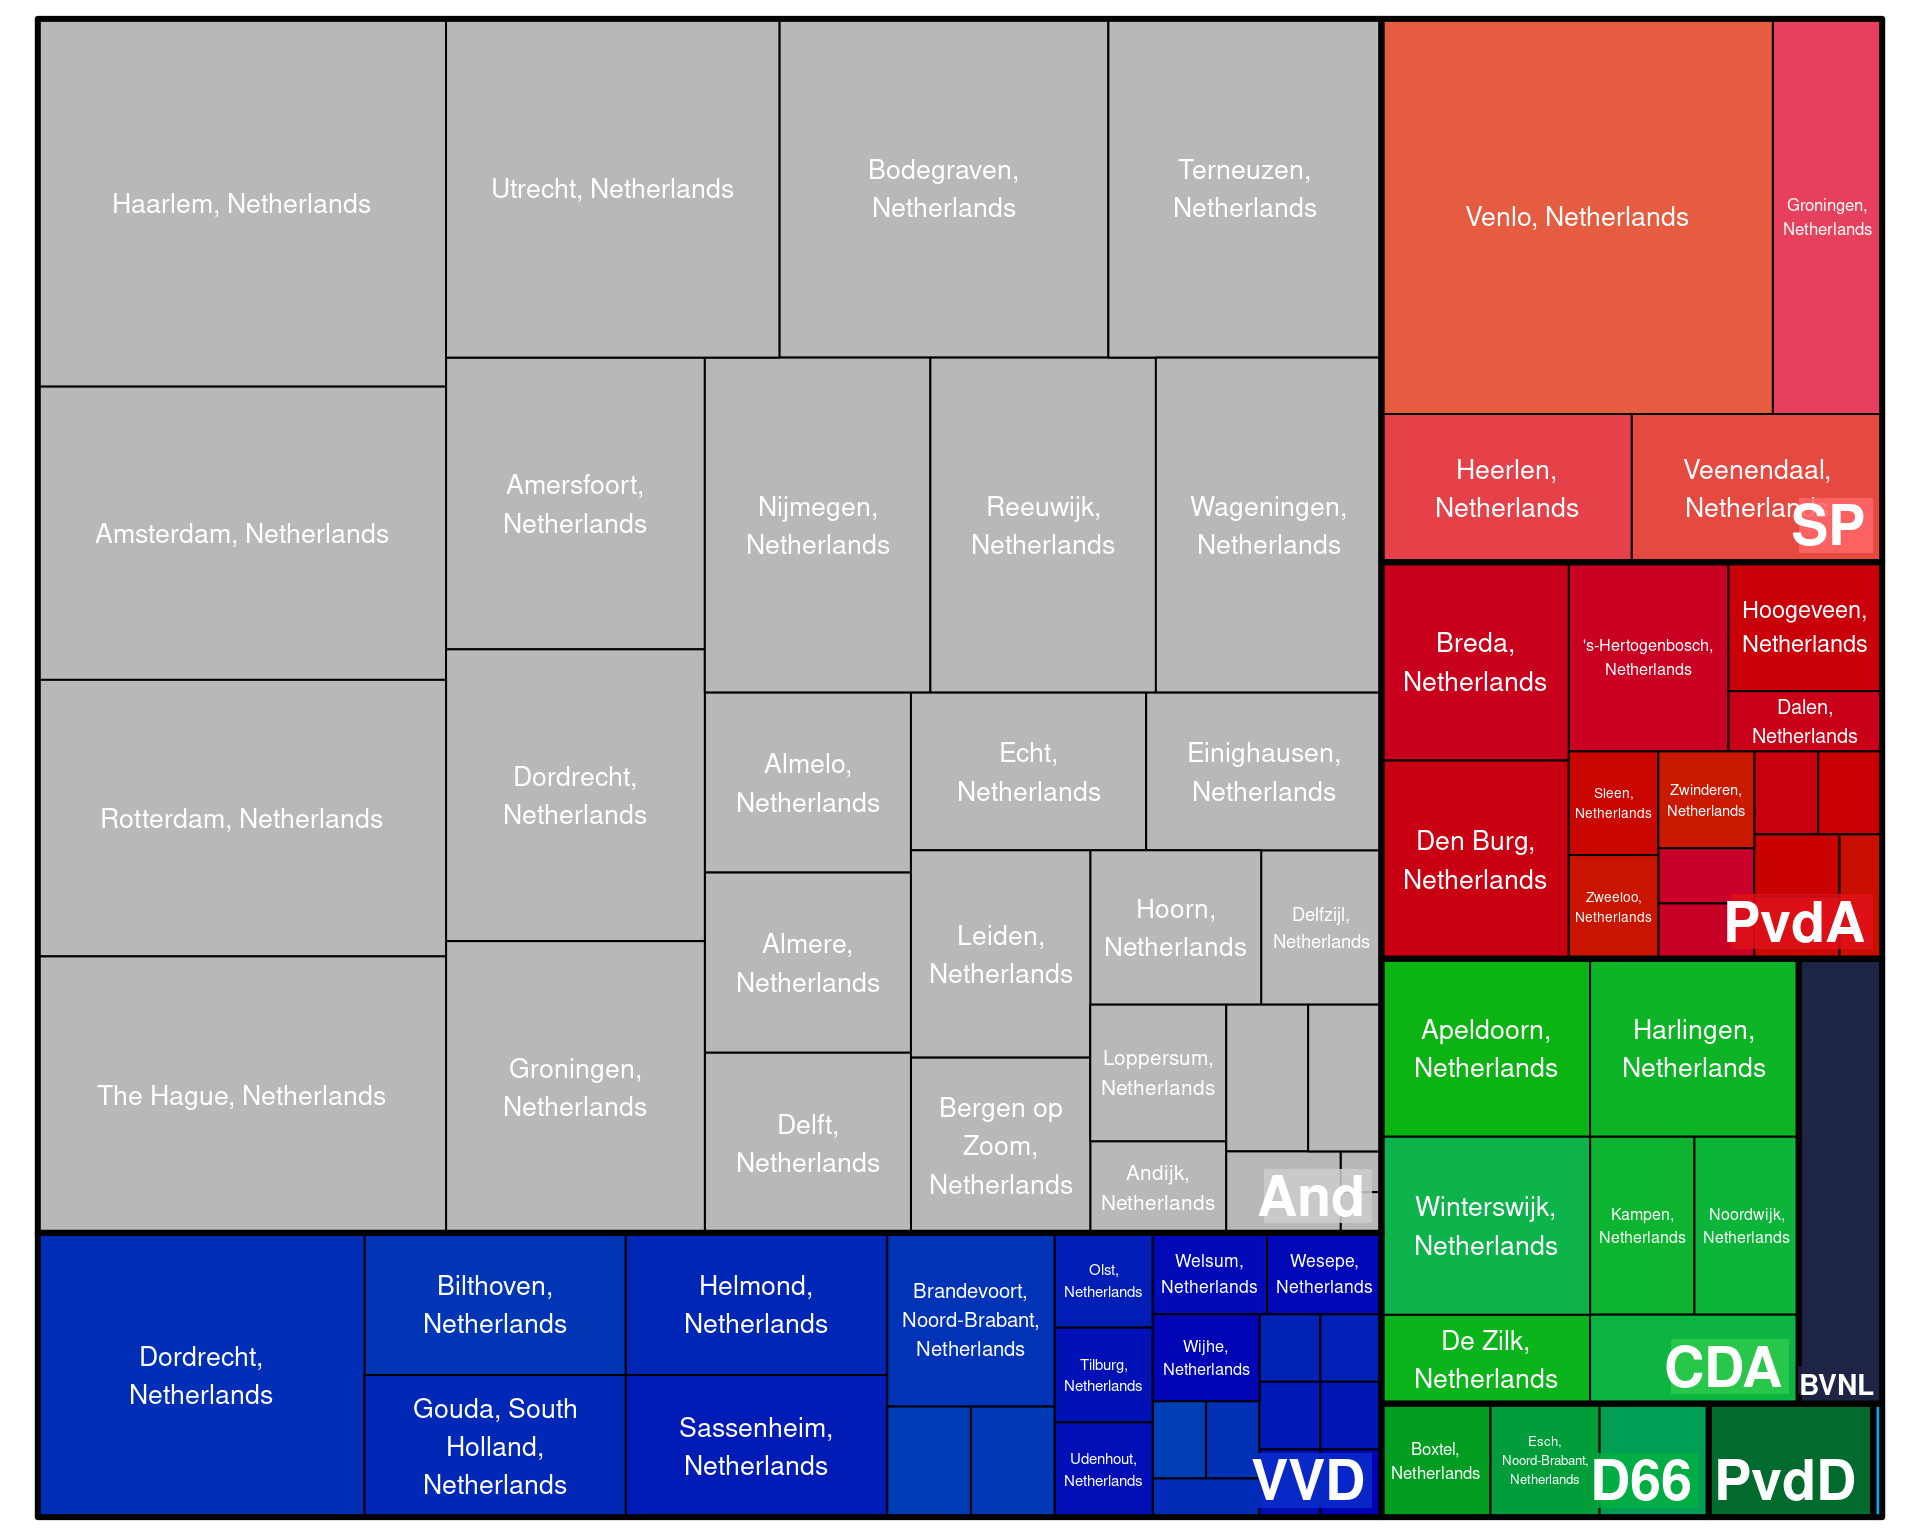 Haarlem, Netherlands
Utrecht, Netherlands
Bodegraven,
Netherlands
Terneuzen,
Netherlands
Amsterdam, Netherlands
Amersfoort,
Netherlands
Nijmegen,
Netherlands
Reeuwijk,
Netherlands
Wageningen,
Netherlands
Rotterdam, Netherlands
Dordrecht,
Netherlands
Almelo,
Netherlands
Echt,
Netherlands
Einighausen,
Netherlands
Almere,
Netherlands
Leiden,
Netherlands
Hoorn,
Netherlands
Delfzijl,
Netherlands
The Hague, Netherlands
Groningen,
Netherlands
Delft,
Netherlands
Bergen op
Zoom,
Netherlands
Loppersum,
Netherlands
Andijk,
Netherlands
And
Venlo, Netherlands
Groningen,
Netherlands
Heerlen,
Netherlands
Veenendaal,
Netherlands
SP
Breda,
Netherlands
's-Hertogenbosch,
Netherlands
Hoogeveen,
Netherlands
Dalen,
Netherlands
Den Burg,
Netherlands
Sleen,
Netherlands
Zwinderen,
Netherlands
Zweeloo,
Netherlands
PvdA
Apeldoorn,
Netherlands
Harlingen,
Netherlands
Winterswijk,
Netherlands
Kampen,
Netherlands
Noordwijk,
Netherlands
De Zilk,
Netherlands
CDA
BVNL
Dordrecht,
Netherlands
Bilthoven,
Netherlands
Helmond,
Netherlands
Gouda, South
Holland,
Netherlands
Sassenheim,
Netherlands
Brandevoort,
Noord-Brabant,
Netherlands
Olst,
Netherlands
Tilburg,
Netherlands
Udenhout,
Netherlands
Welsum,
Netherlands
Wesepe,
Netherlands
Wijhe,
Netherlands
VVD
Boxtel,
Netherlands
Esch,
Noord-Brabant,
Netherlands
D66
PvdD